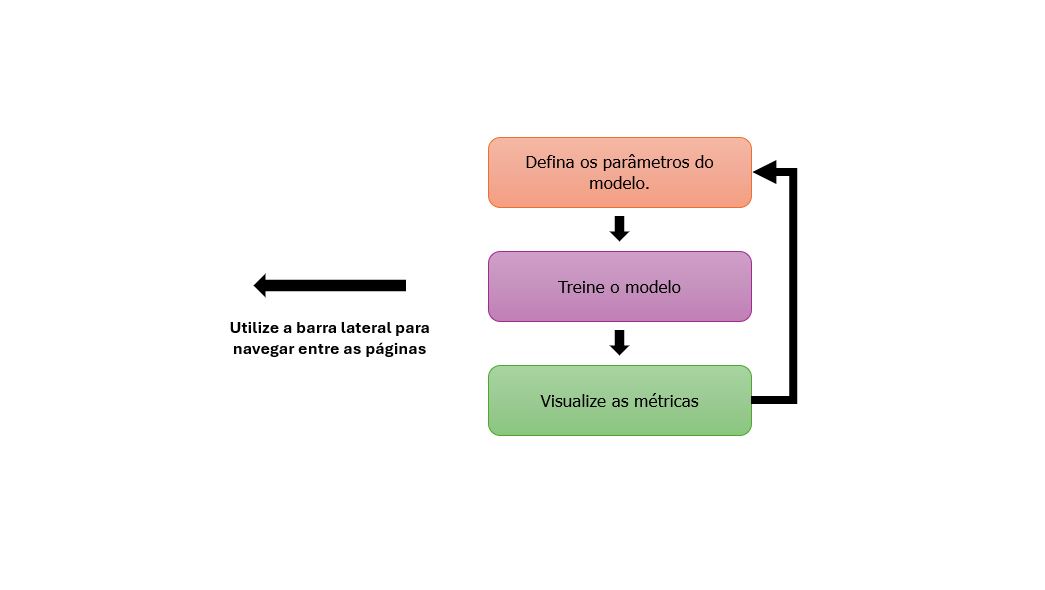 Defina os parâmetros do
modelo.
Treine o modelo
Utilize a barra lateral para
navegar entre as páginas
Visualize as métricas